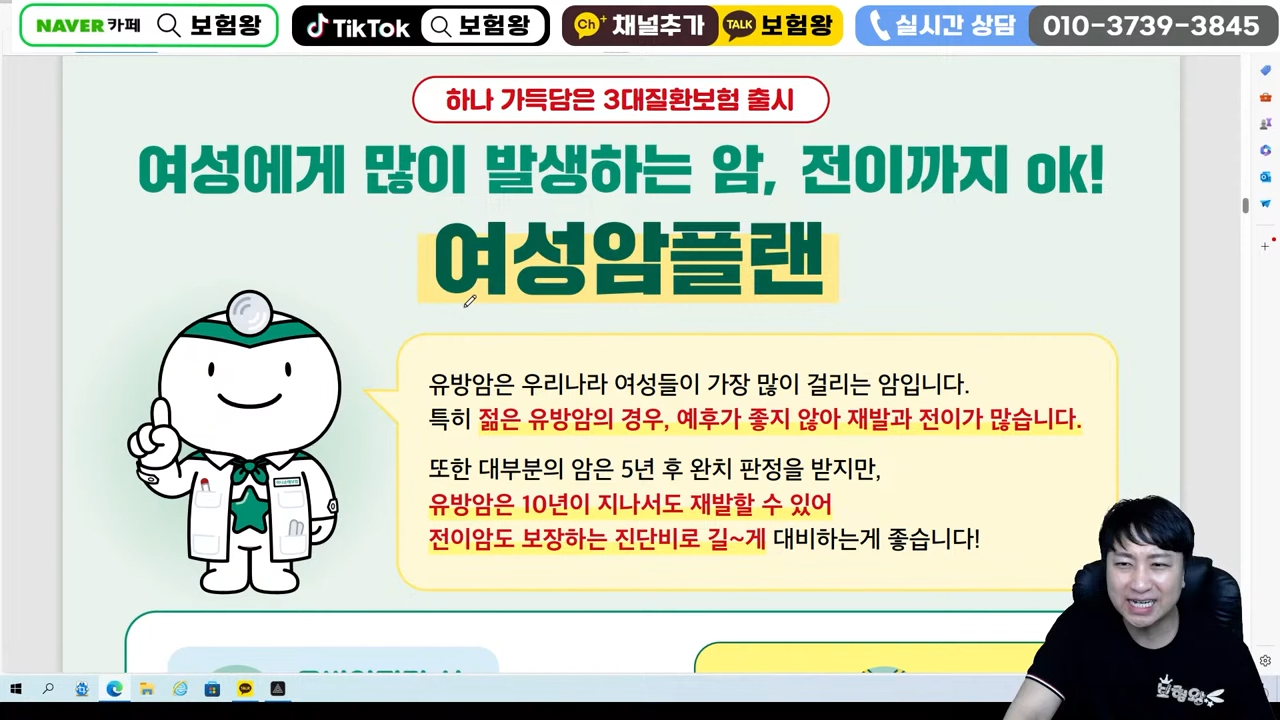 NAVER 카페 보험왕
TikTok 보험왕
Ch+ 채널추가 TALK 보험왕
실시간 상담 010-3739-3845
하나 가득담은 3대질환보험 출시
여성에게 많이 발생하는 암, 전이까지 ok!
여성암플랜
유방암은 우리나라 여성들이 가장 많이 걸리는 암입니다.
특히 젊은 유방암의 경우, 예후가 좋지 않아 재발과 전이가 많습니다.
또한 대부분의 암은 5년 후 완치 판정을 받지만,
유방암은 10년이 지나서도 재발할 수 있어
전이암도 보장하는 진단비로 길~게 대비하는게 좋습니다!
보험왕
TALK